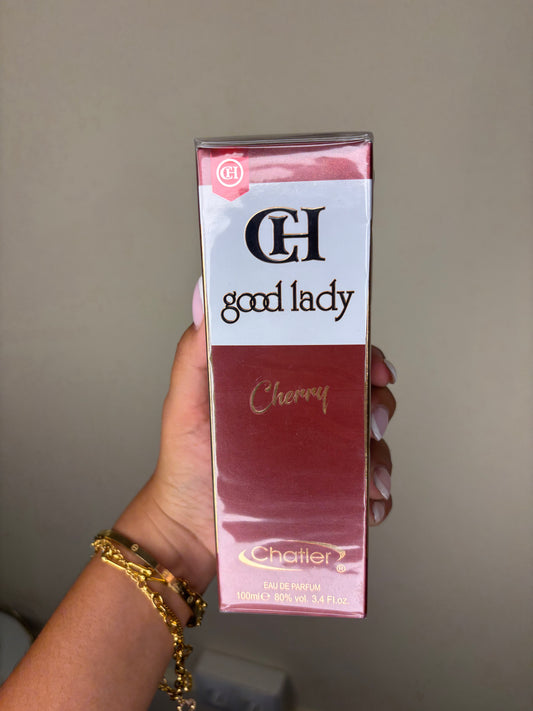 CH
CH
good lady
Cherry
Chatler®
EAU DE PARFUM
100ml℮ 80% vol. 3.4 Fl.oz.